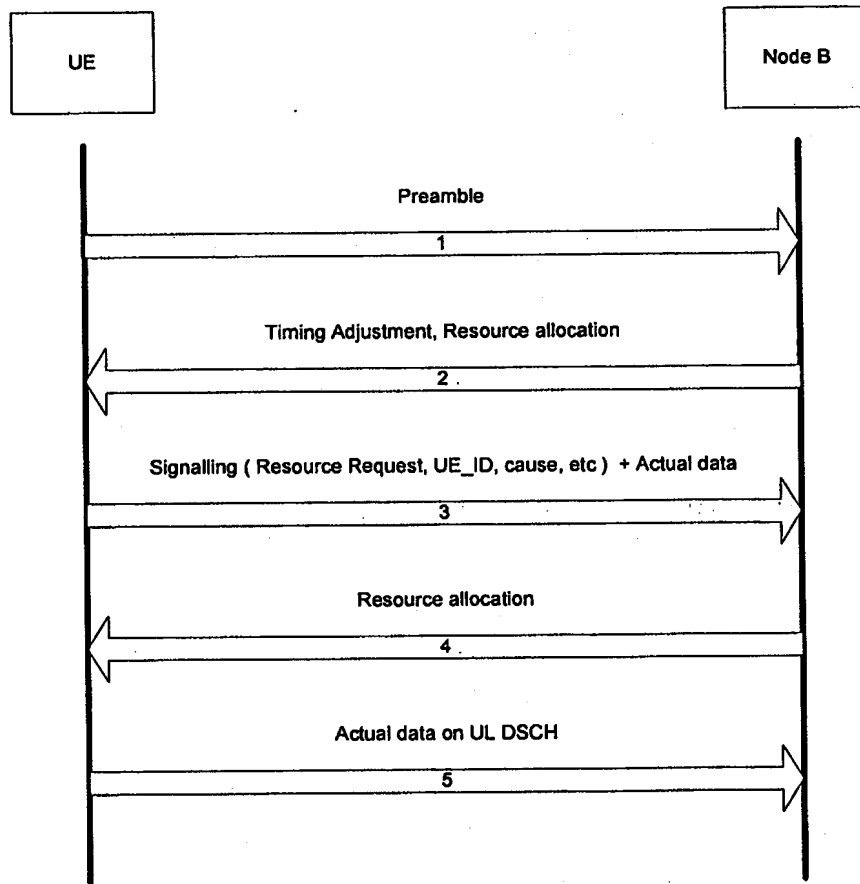 UE
Node B
Preamble
1
Timing Adjustment, Resource allocation
2
Signalling ( Resource Request, UE_ID, cause, etc ) + Actual data
3
Resource allocation
4
Actual data on UL DSCH
5